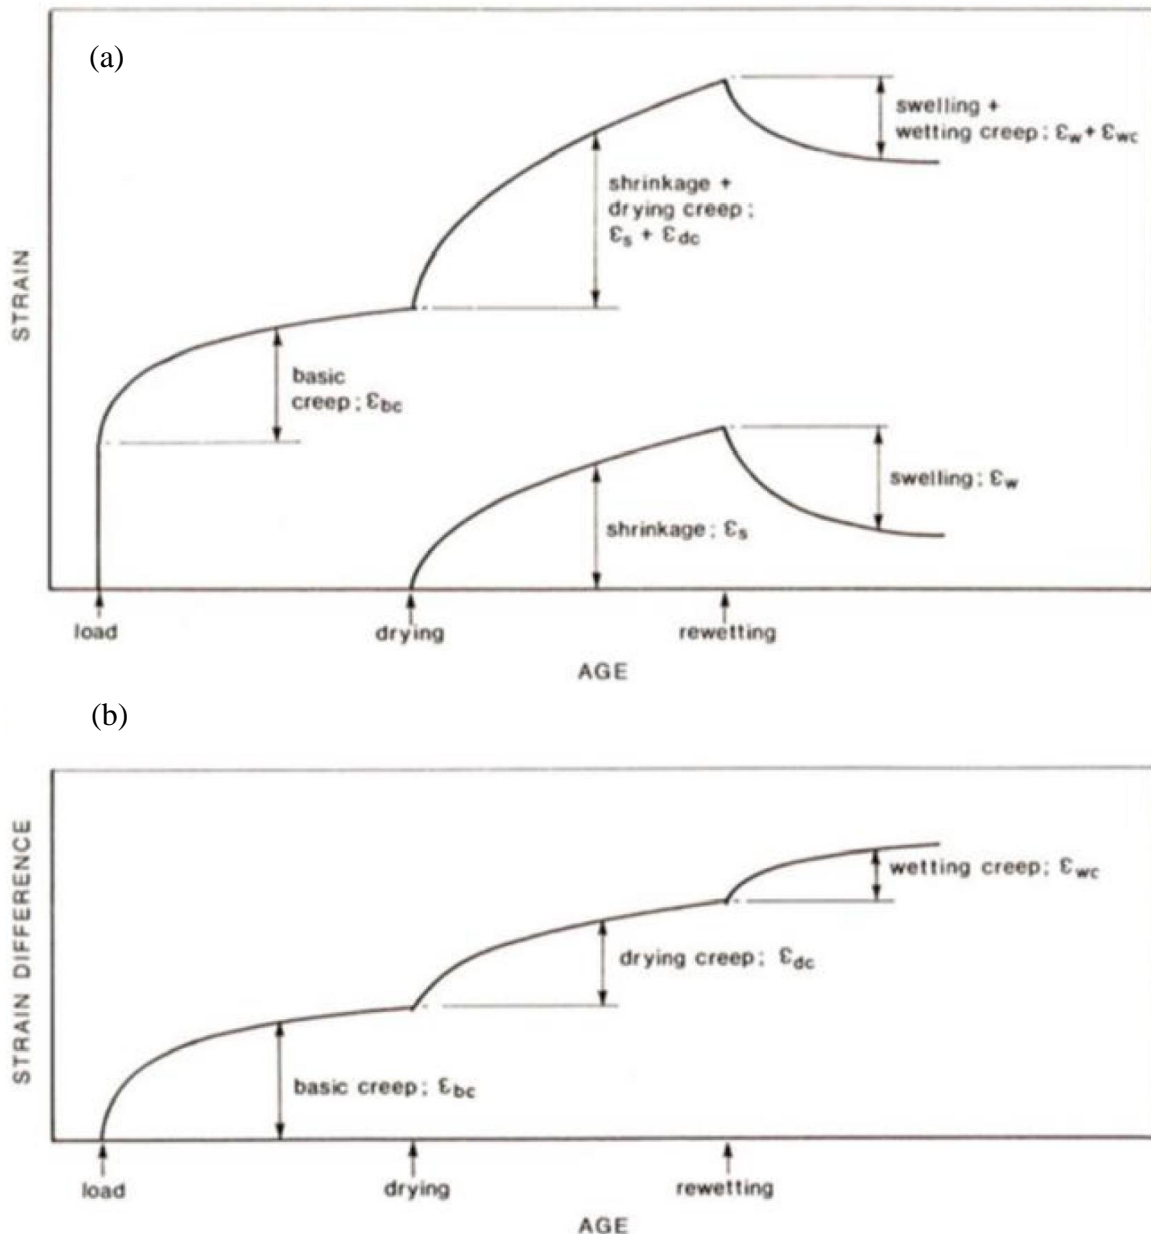 (a)
swelling +
wetting creep; εw + εwc
shrinkage +
drying creep;
εs + εdc
STRAIN
basic
creep; εbc
swelling; εw
shrinkage; εs
load
drying
rewetting
AGE
(b)
STRAIN DIFFERENCE
wetting creep; εwc
drying creep; εdc
basic creep; εbc
load
drying
rewetting
AGE